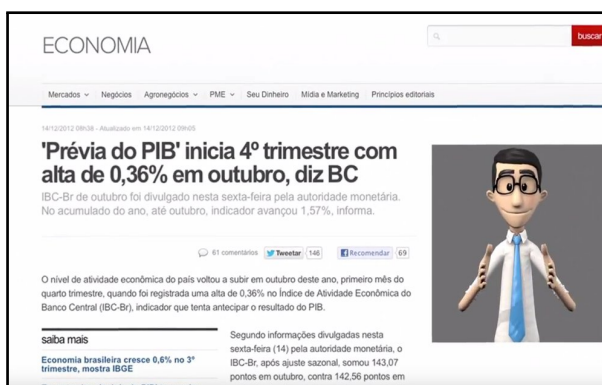 ECONOMIA
buscar
Mercados Negócios Agronegócios PME Seu Dinheiro Mídia e Marketing Princípios editoriais
14/12/2012 09h38 - Atualizado em 14/12/2012 09h05
'Prévia do PIB' inicia 4º trimestre com
alta de 0,36% em outubro, diz BC
IBC-Br de outubro foi divulgado nesta sexta-feira pela autoridade monetária.
No acumulado do ano, até outubro, indicador avançou 1,57%, informa.
61 comentários Tweetar 146 Recomendar 69
O nível de atividade econômica do país voltou a subir em outubro deste ano, primeiro mês do
quarto trimestre, quando foi registrada uma alta de 0,36% no Índice de Atividade Econômica do
Banco Central (IBC-Br), indicador que tenta antecipar o resultado do PIB.
saiba mais
Economia brasileira cresce 0,6% no 3º
trimestre, mostra IBGE
Segundo informações divulgadas nesta
sexta-feira (14) pela autoridade monetária, o
IBC-Br, após ajuste sazonal, somou 143,07
pontos em outubro, contra 142,56 pontos em